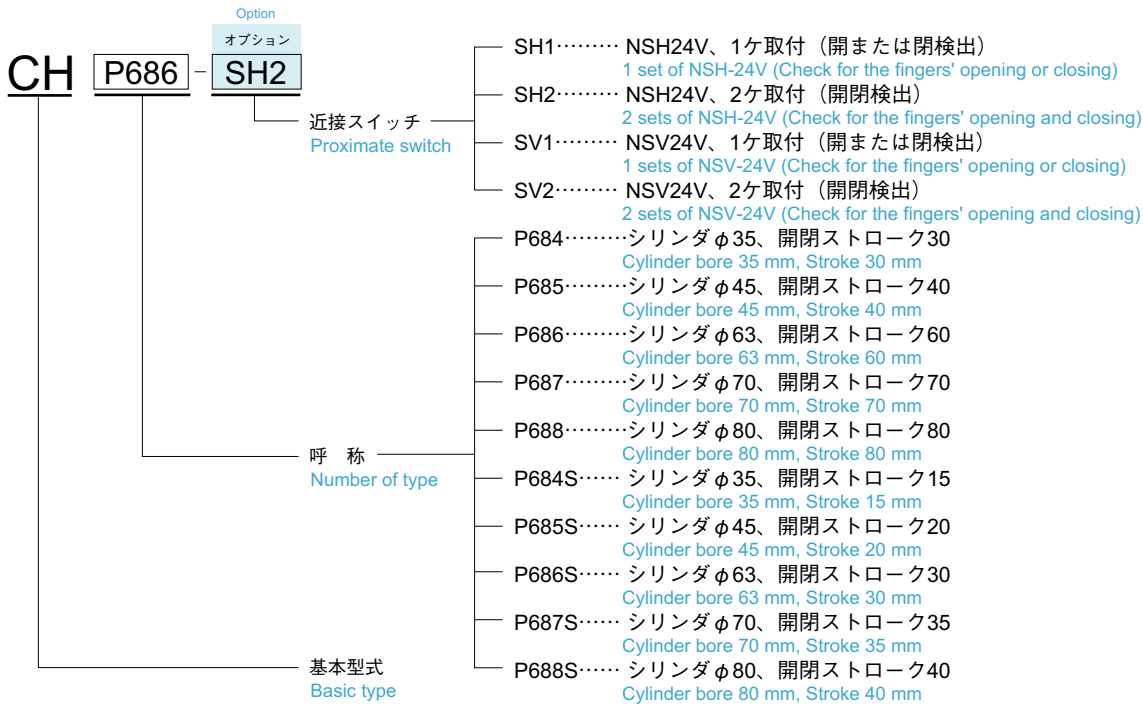 Option
オプション
CH P686 - SH2
近接スイッチ
Proximate switch
SH1……… NSH24V、1ケ取付（開または閉検出）
1 set of NSH-24V (Check for the fingers' opening or closing)
SH2……… NSH24V、2ケ取付（開閉検出）
2 sets of NSH-24V (Check for the fingers' opening and closing)
SV1……… NSV24V、1ケ取付（開または閉検出）
1 sets of NSV-24V (Check for the fingers' opening or closing)
SV2……… NSV24V、2ケ取付（開閉検出）
2 sets of NSV-24V (Check for the fingers' opening and closing)
呼　称
Number of type
P684………シリンダφ35、開閉ストローク30
Cylinder bore 35 mm, Stroke 30 mm
P685………シリンダφ45、開閉ストローク40
Cylinder bore 45 mm, Stroke 40 mm
P686………シリンダφ63、開閉ストローク60
Cylinder bore 63 mm, Stroke 60 mm
P687………シリンダφ70、開閉ストローク70
Cylinder bore 70 mm, Stroke 70 mm
P688………シリンダφ80、開閉ストローク80
Cylinder bore 80 mm, Stroke 80 mm
P684S…… シリンダφ35、開閉ストローク15
Cylinder bore 35 mm, Stroke 15 mm
P685S…… シリンダφ45、開閉ストローク20
Cylinder bore 45 mm, Stroke 20 mm
P686S…… シリンダφ63、開閉ストローク30
Cylinder bore 63 mm, Stroke 30 mm
P687S…… シリンダφ70、開閉ストローク35
Cylinder bore 70 mm, Stroke 35 mm
P688S…… シリンダφ80、開閉ストローク40
Cylinder bore 80 mm, Stroke 40 mm
基本型式
Basic type